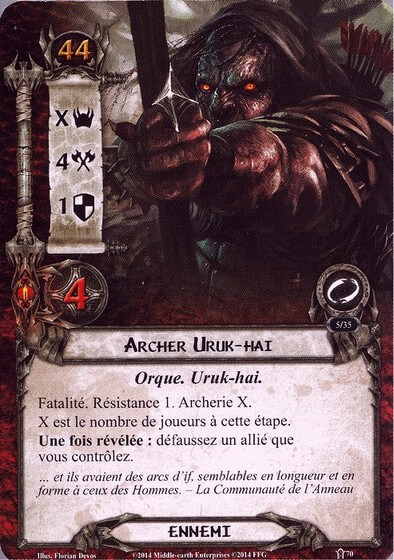 44
X
4
1
4
5/35
Archer Uruk-hai
Orque. Uruk-hai.
Fatalité. Résistance 1. Archerie X.
X est le nombre de joueurs à cette étape.
Une fois révélée : défaussez un allié que
vous contrôlez.
... et ils avaient des arcs d'if, semblables en longueur et en
forme à ceux des Hommes. – La Communauté de l'Anneau
ENNEMI
Illus. Florian Devos ©2014 Middle-earth Enterprises ©2014 FFG 70